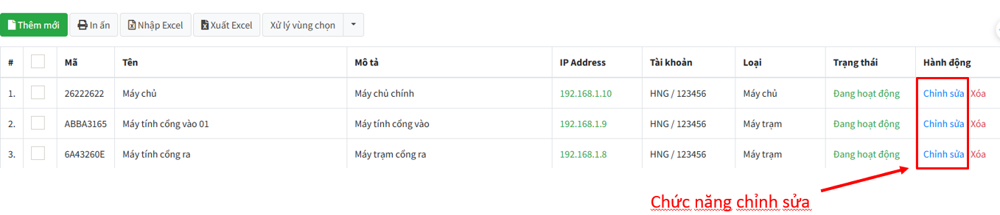 Thêm mới In ấn Nhập Excel Xuất Excel Xử lý vùng chọn
# Mã Tên Mô tả IP Address Tài khoản Loại Trạng thái Hành động
1. 26222622 Máy chủ Máy chủ chính 192.168.1.10 HNG / 123456 Máy chủ Đang hoạt động Chỉnh sửa Xóa
2. ABBA3165 Máy tính cổng vào 01 Máy tính cổng vào 192.168.1.9 HNG / 123456 Máy trạm Đang hoạt động Chỉnh sửa Xóa
3. 6A43260E Máy tính cổng ra Máy trạm cổng ra 192.168.1.8 HNG / 123456 Máy trạm Đang hoạt động Chỉnh sửa Xóa
Chức năng chỉnh sửa